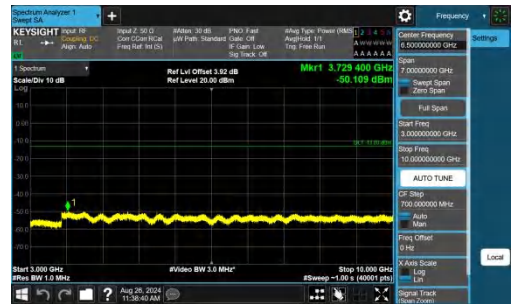 Spectrum Analyzer 1
Swept SA
+
Frequency
KEYSIGHT
Input: RF
Coupling: DC
Align: Auto
Input Z: 50 Ω
Corr CCorr RCal
Freq Ref: Int (S)
#Atten: 30 dB
µW Path: Standard
PNO: Fast
Gate: Off
IF Gain: Low
Sig Track: Off
#Avg Type: Power (RMS)
Avg|Hold: 1/1
Trig: Free Run
1 2 3 4 5 6
A A A A A A
1 Spectrum
Scale/Div 10 dB
Log
Ref Lvl Offset 3.92 dB
Ref Level 20.00 dBm
Mkr1 3.729 400 GHz
-50.109 dBm
10.0
-10.0
-20.0
-30.0
-40.0
-50.0
-60.0
-70.0
1
Start 3.000 GHz
#Res BW 1.0 MHz
#Video BW 3.0 MHz*
Stop 10.000 GHz
#Sweep ~1.00 s (40001 pts)
Aug 26, 2024
11:38:40 AM
?
Center Frequency
6.500000000 GHz
Span
7.00000000 GHz
Swept Span
Zero Span
Full Span
Start Freq
3.000000000 GHz
Stop Freq
10.000000000 GHz
AUTO TUNE
CF Step
700.000000 MHz
Auto
Man
Freq Offset
0 Hz
X Axis Scale
Log
Lin
Signal Track
(Span Zoom)
Settings
Local